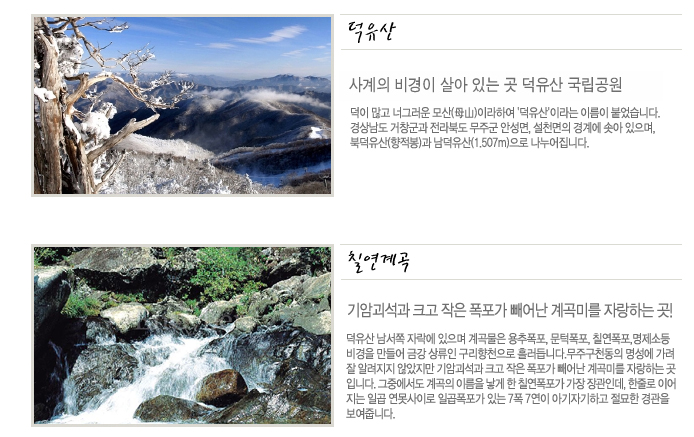 덕유산
사계의 비경이 살아 있는 곳 덕유산 국립공원
덕이 많고 너그러운 모산(母山)이라하여 '덕유산'이라는 이름이 붙었습니다.
경상남도 거창군과 전라북도 무주군 안성면, 설천면의 경계에 솟아 있으며,
북덕유산(향적봉)과 남덕유산(1,507m)으로 나누어집니다.
칠연계곡
기암괴석과 크고 작은 폭포가 빼어난 계곡미를 자랑하는 곳!
덕유산 남서쪽 자락에 있으며 계곡물은 용추폭포, 문턱폭포, 칠연폭포,명제소등
비경을 만들어 금강 상류인 구리향천으로 흘러듭니다.무주구천동의 명성에 가려
잘 알려지지 않았지만 기암괴석과 크고 작은 폭포가 빼어난 계곡미를 자랑하는 곳
입니다. 그중에서도 계곡의 이름을 낳게 한 칠연폭포가 가장 장관인데, 한줄로 이어
지는 일곱 연못사이로 일곱폭포가 있는 7폭 7연이 아기자기하고 절묘한 경관을
보여줍니다.